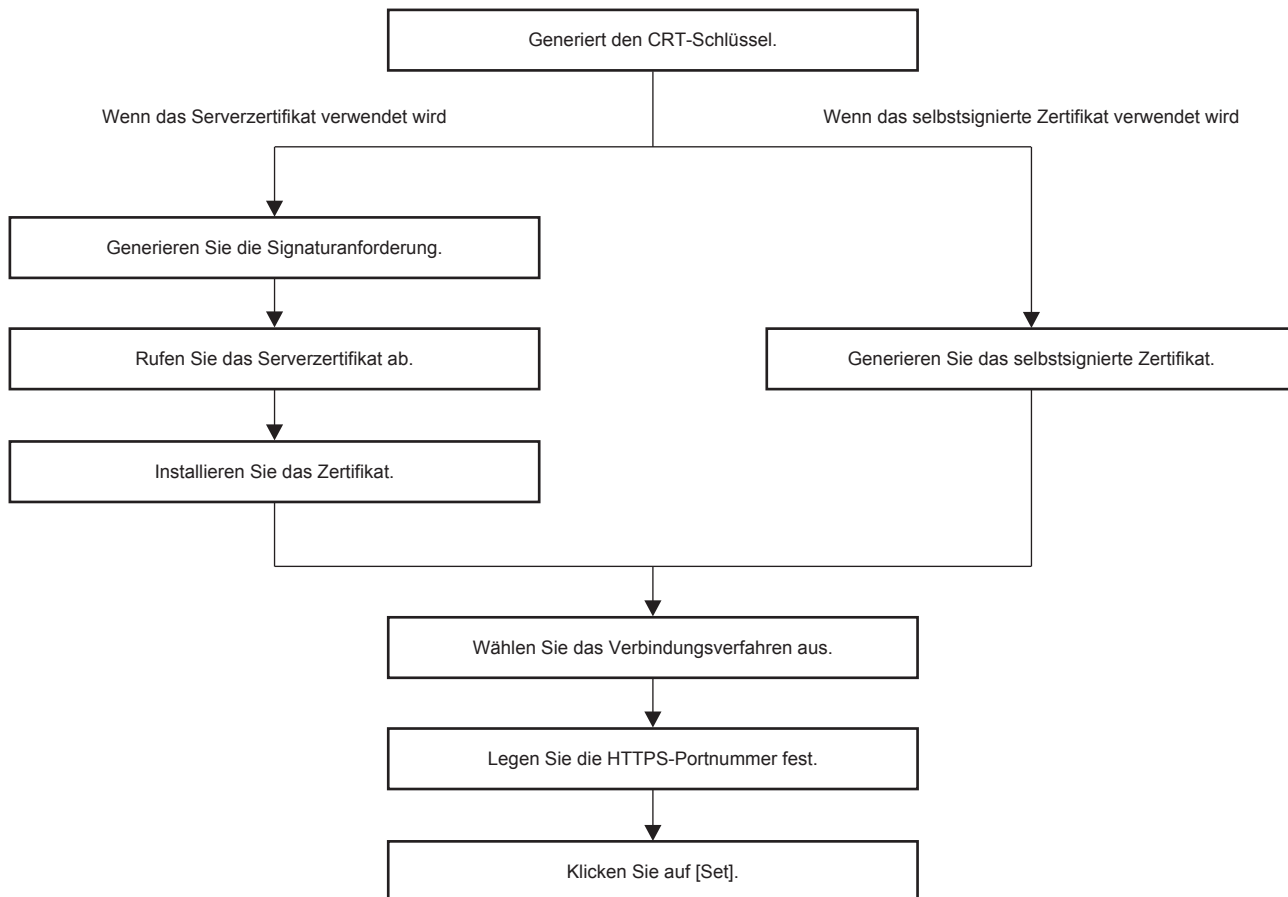 Generiert den CRT-Schlüssel.
Wenn das Serverzertifikat verwendet wird
Wenn das selbstsignierte Zertifikat verwendet wird
Generieren Sie die Signaturanforderung.
Rufen Sie das Serverzertifikat ab.
Generieren Sie das selbstsignierte Zertifikat.
Installieren Sie das Zertifikat.
Wählen Sie das Verbindungsverfahren aus.
Legen Sie die HTTPS-Portnummer fest.
Klicken Sie auf [Set].